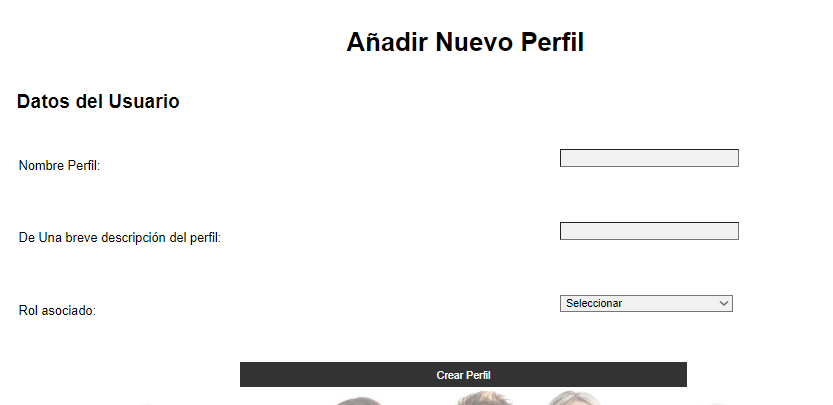 Añadir Nuevo Perfil
Datos del Usuario
Nombre Perfil:
De Una breve descripción del perfil:
Rol asociado:
Seleccionar
Crear Perfil